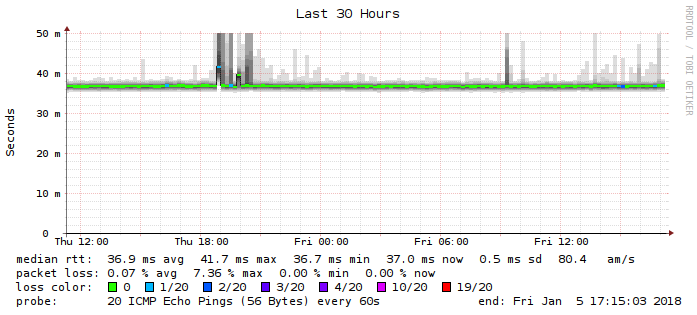 Last 30 Hours
RRDTOOL / TOBI OETIKER
Seconds
50 m
40 m
30 m
20 m
10 m
0
Thu 12:00 Thu 18:00 Fri 00:00 Fri 06:00 Fri 12:00
median rtt: 36.9 ms avg 41.7 ms max 36.7 ms min 37.0 ms now 0.5 ms sd 80.4 am/s
packet loss: 0.07 % avg 7.36 % max 0.00 % min 0.00 % now
loss color: 0 1/20 2/20 3/20 4/20 10/20 19/20
probe: 20 ICMP Echo Pings (56 Bytes) every 60s end: Fri Jan 5 17:15:03 2018